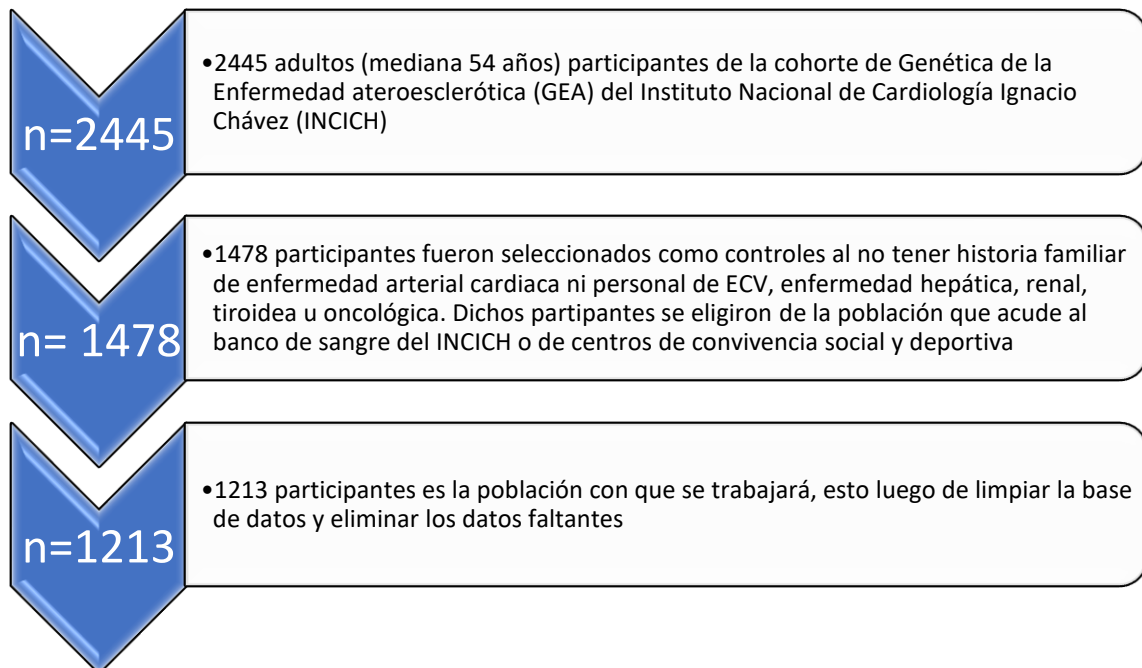 n=2445
•2445 adultos (mediana 54 años) participantes de la cohorte de Genética de la
Enfermedad ateroesclerótica (GEA) del Instituto Nacional de Cardiología Ignacio
Chávez (INCICH)
n= 1478
•1478 participantes fueron seleccionados como controles al no tener historia familiar
de enfermedad arterial cardiaca ni personal de ECV, enfermedad hepática, renal,
tiroidea u oncológica. Dichos partipantes se eligiron de la población que acude al
banco de sangre del INCICH o de centros de convivencia social y deportiva
n=1213
•1213 participantes es la población con que se trabajará, esto luego de limpiar la base
de datos y eliminar los datos faltantes